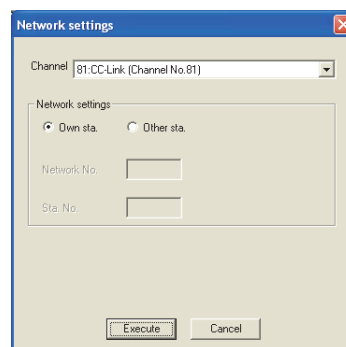 Network settings
Channel 81:CC-Link (Channel No.81)
Network settings
Own sta. Other sta.
Network No.
Sta. No.
Execute Cancel